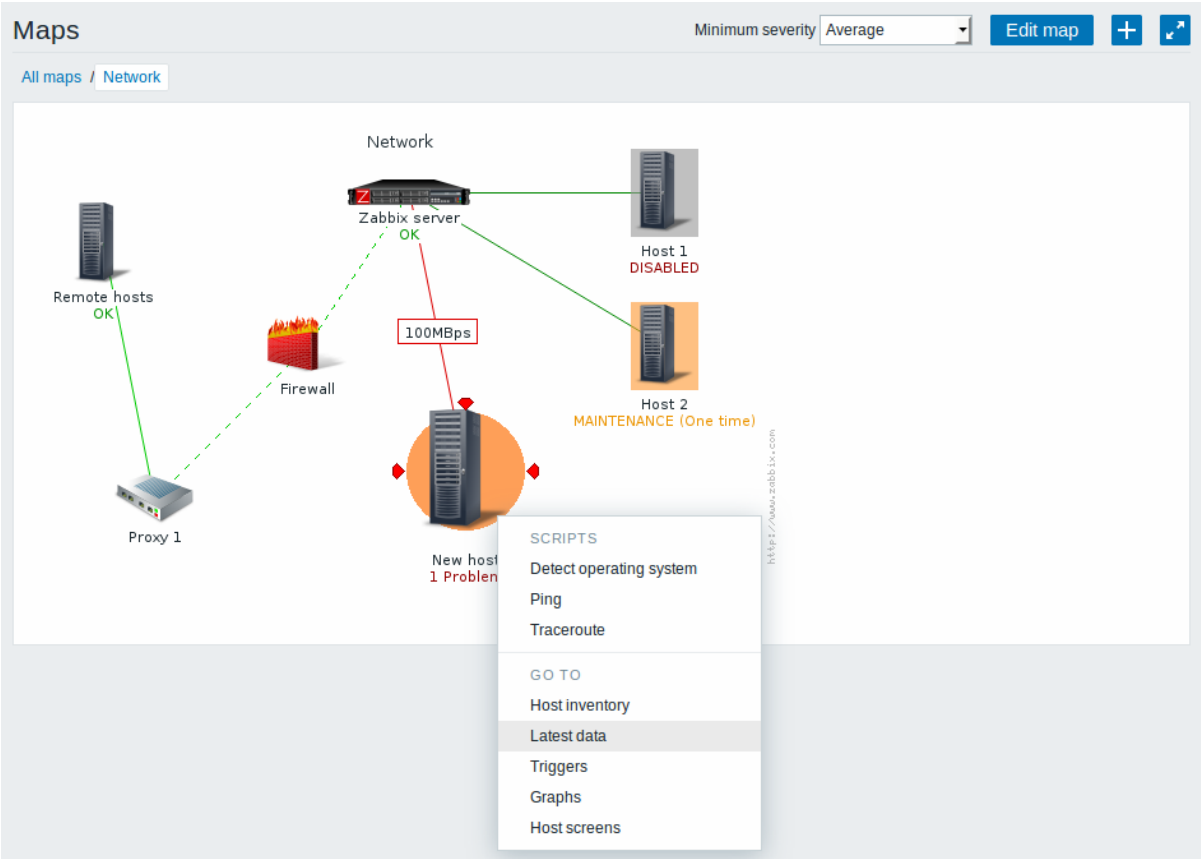 Maps
Minimum severity Average
Edit map
All maps / Network
Network
Z
Zabbix server
OK
Host 1
DISABLED
Remote hosts
OK
100MBps
Firewall
Host 2
MAINTENANCE (One time)
http://www.zabbix.com
Proxy 1
New host
1 Problem
SCRIPTS
Detect operating system
Ping
Traceroute
GO TO
Host inventory
Latest data
Triggers
Graphs
Host screens